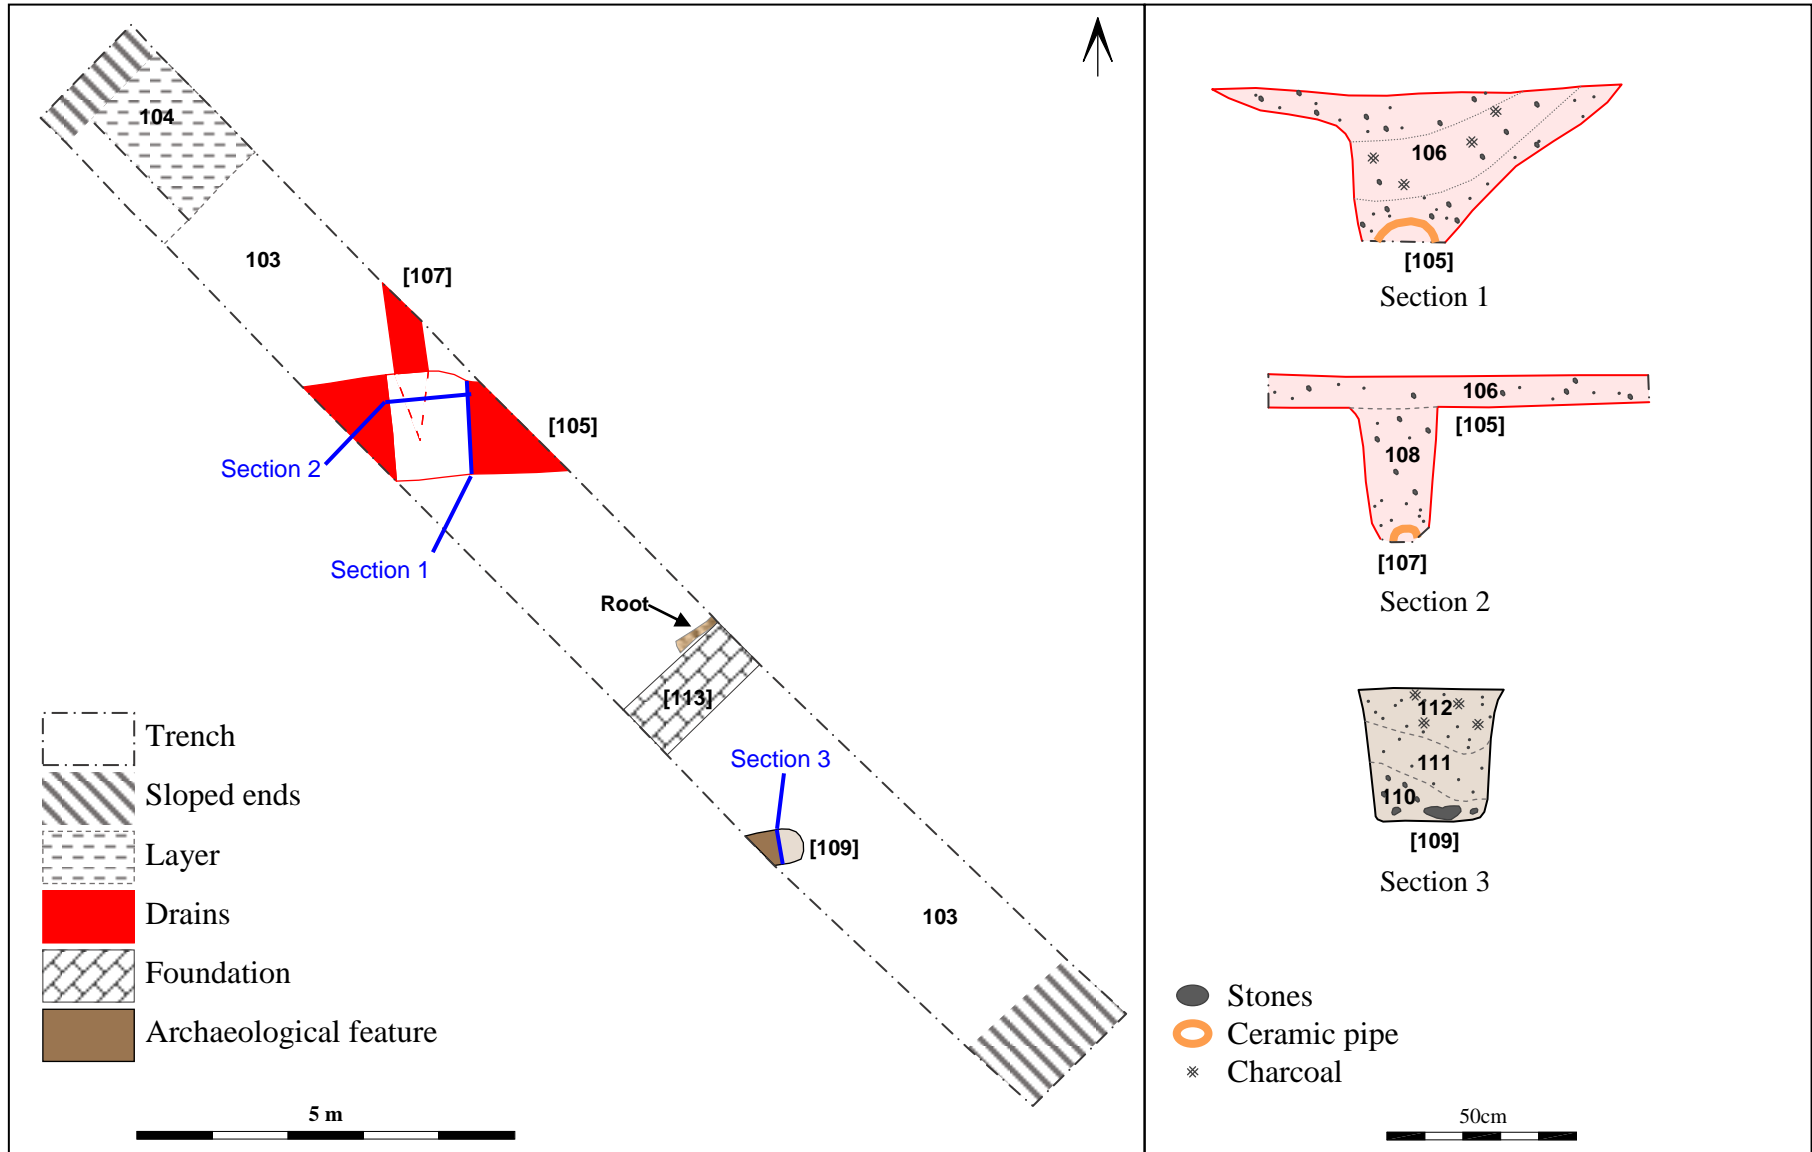 104
103
[107]
[105]
Section 2
Section 1
Root
[113]
Section 3
[109]
103
Trench
Sloped ends
Layer
Drains
Foundation
Archaeological feature
5 m
106
[105]
Section 1
106
[105]
108
[107]
Section 2
112
111
110
[109]
Section 3
Stones
Ceramic pipe
Charcoal
50cm